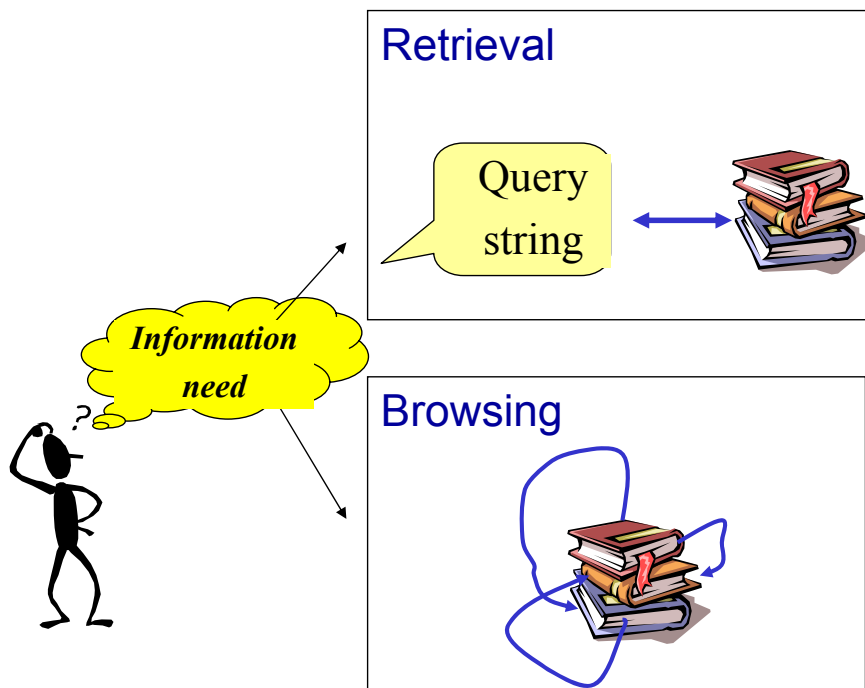 Retrieval
Query
string
Information
need
?
Browsing